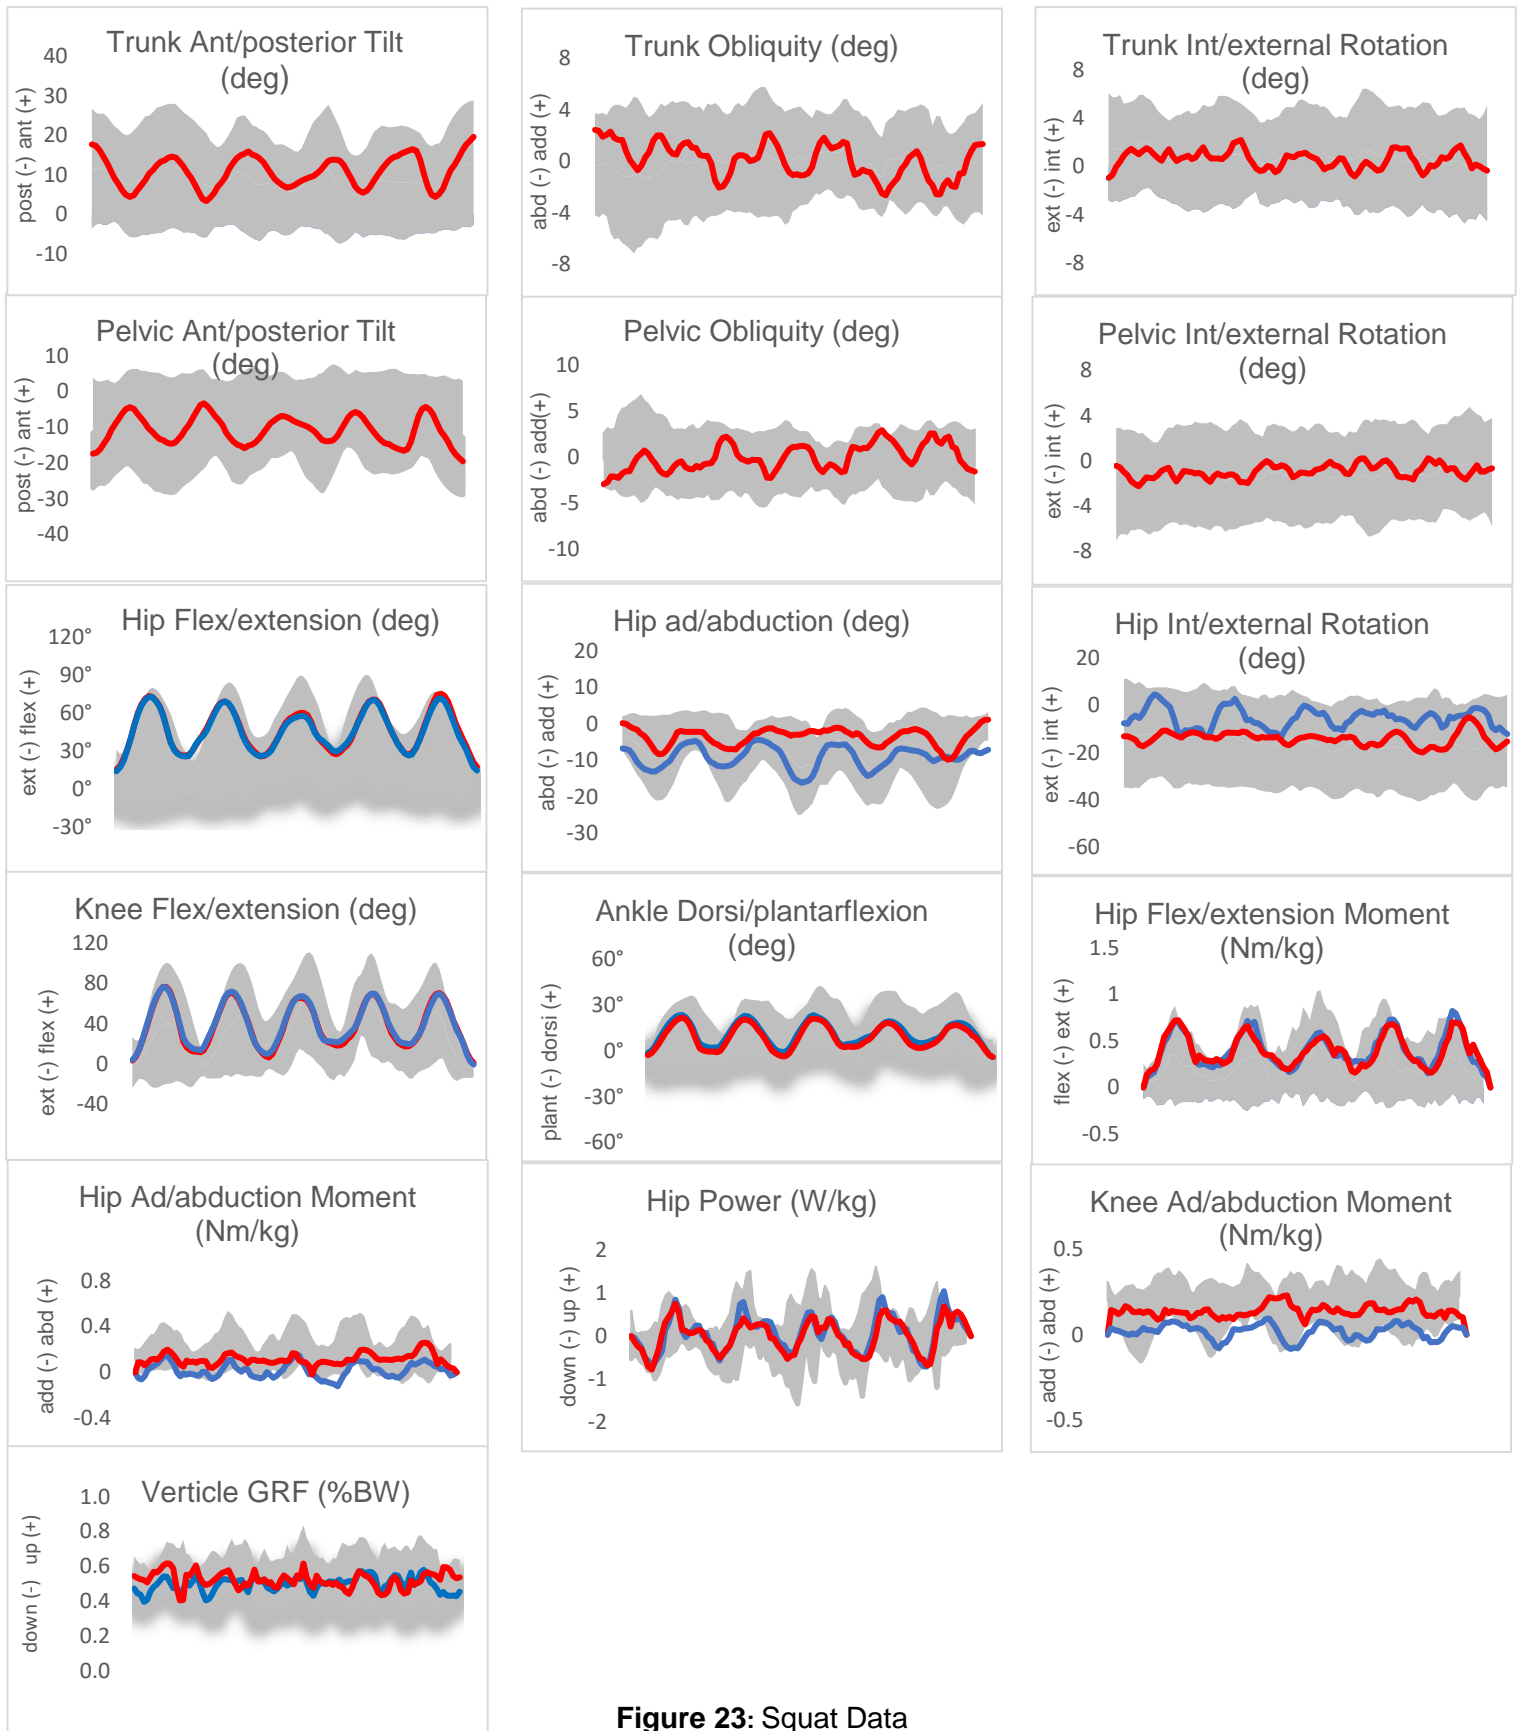 Trunk Ant/posterior Tilt
(deg)
post (-) ant (+)
40
30
20
10
0
-10
Trunk Obliquity (deg)
abd (-) add (+)
8
4
0
-4
-8
Trunk Int/external Rotation
(deg)
ext (-) int (+)
8
4
0
-4
-8
Pelvic Ant/posterior Tilt
(deg)
post (-) ant (+)
10
0
-10
-20
-30
-40
Pelvic Obliquity (deg)
abd (-) add(+)
10
5
0
-5
-10
Pelvic Int/external Rotation
(deg)
ext (-) int (+)
8
4
0
-4
-8
Hip Flex/extension (deg)
ext (-) flex (+)
120°
90°
60°
30°
0°
-30°
Hip ad/abduction (deg)
abd (-) add (+)
20
10
0
-10
-20
-30
Hip Int/external Rotation
(deg)
ext (-) int (+)
20
0
-20
-40
-60
Knee Flex/extension (deg)
ext (-) flex (+)
120
80
40
0
-40
Ankle Dorsi/plantarflexion
(deg)
plant (-) dorsi (+)
60°
30°
0°
-30°
-60°
Hip Flex/extension Moment
(Nm/kg)
flex (-) ext (+)
1.5
1
0.5
0
-0.5
Hip Ad/abduction Moment
(Nm/kg)
add (-) abd (+)
0.8
0.4
0
-0.4
Hip Power (W/kg)
down (-) up (+)
2
1
0
-1
-2
Knee Ad/abduction Moment
(Nm/kg)
add (-) abd (+)
0.5
0
-0.5
Verticle GRF (%BW)
down (-) up (+)
1.0
0.8
0.6
0.4
0.2
0.0
Figure 23: Squat Data